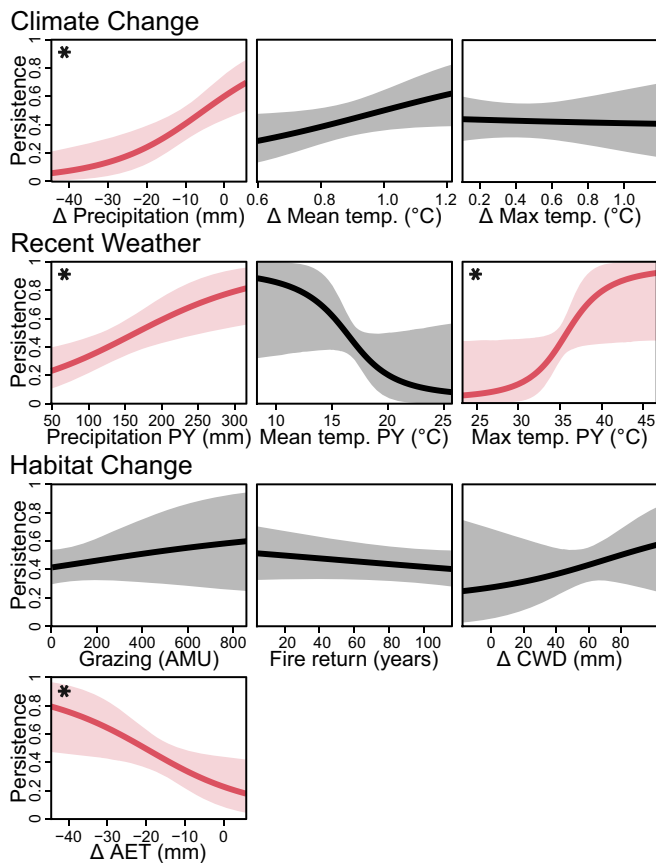 Climate Change
Persistence
0 0.2 0.4 0.6 0.8 1
*
−40 −30 −20 −10 0
Δ Precipitation (mm)
0.6 0.8 1.0 1.2
Δ Mean temp. (°C)
0.2 0.4 0.6 0.8 1.0
Δ Max temp. (°C)
Recent Weather
Persistence
0 0.2 0.4 0.6 0.8 1
*
50 100 150 200 250 300
Precipitation PY (mm)
10 15 20 25
Mean temp. PY (°C)
*
25 30 35 40 45
Max temp. PY (°C)
Habitat Change
Persistence
0 0.2 0.4 0.6 0.8 1
0 200 400 600 800
Grazing (AMU)
20 40 60 80 100
Fire return (years)
0 20 40 60 80
Δ CWD (mm)
Persistence
0 0.2 0.4 0.6 0.8 1
*
−40 −30 −20 −10 0
Δ AET (mm)